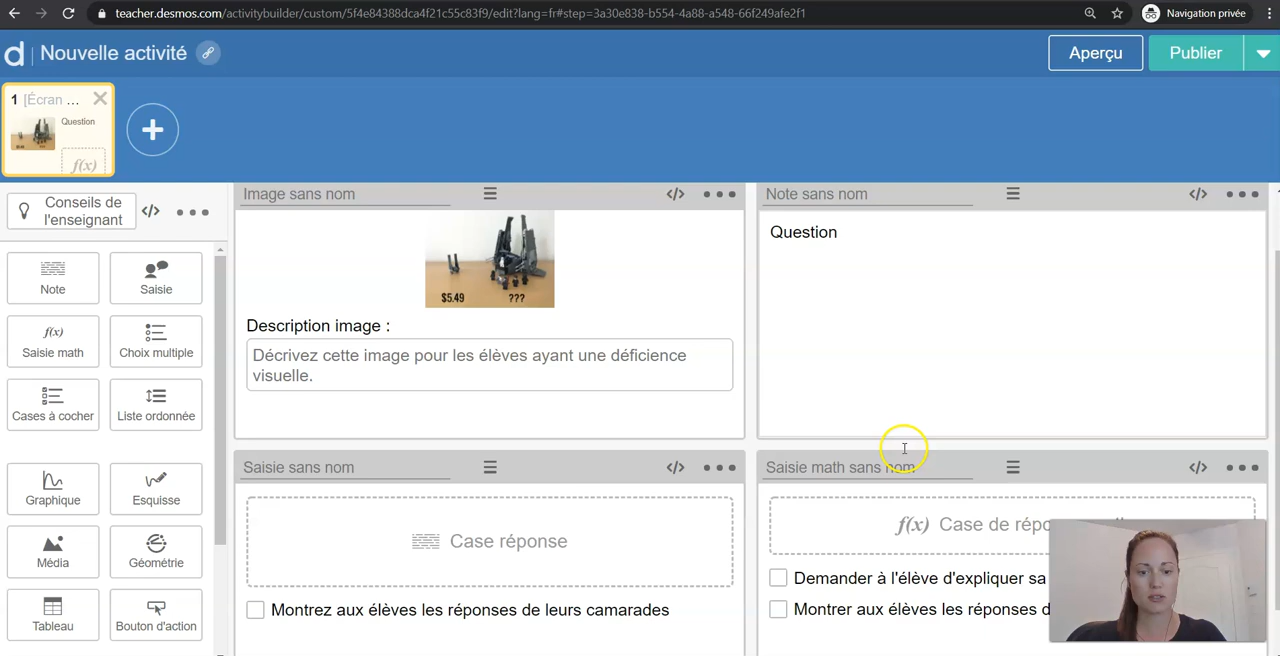 teacher.desmos.com/activitybuilder/custom/5f4e84388dca4f21c55c83f9/edit?lang=fr#step=3a30e838-b554-4a88-a548-66f249afe2f1
Navigation privée
d | Nouvelle activité
Aperçu
Publier
1 [Écran ...
Question
f(x)
Conseils de
l'enseignant
Image sans nom
Note sans nom
Note
Saisie
f(x)
Saisie math
Choix multiple
Cases à cocher
Liste ordonnée
Graphique
Esquisse
Média
Géométrie
Tableau
Bouton d'action
$5.49
???
Description image :
Décrivez cette image pour les élèves ayant une déficience
visuelle.
Question
Saisie sans nom
Saisie math sans nom
Case réponse
Montrez aux élèves les réponses de leurs camarades
f(x) Case de répo
Demander à l'élève d'expliquer sa
Montrer aux élèves les réponses d